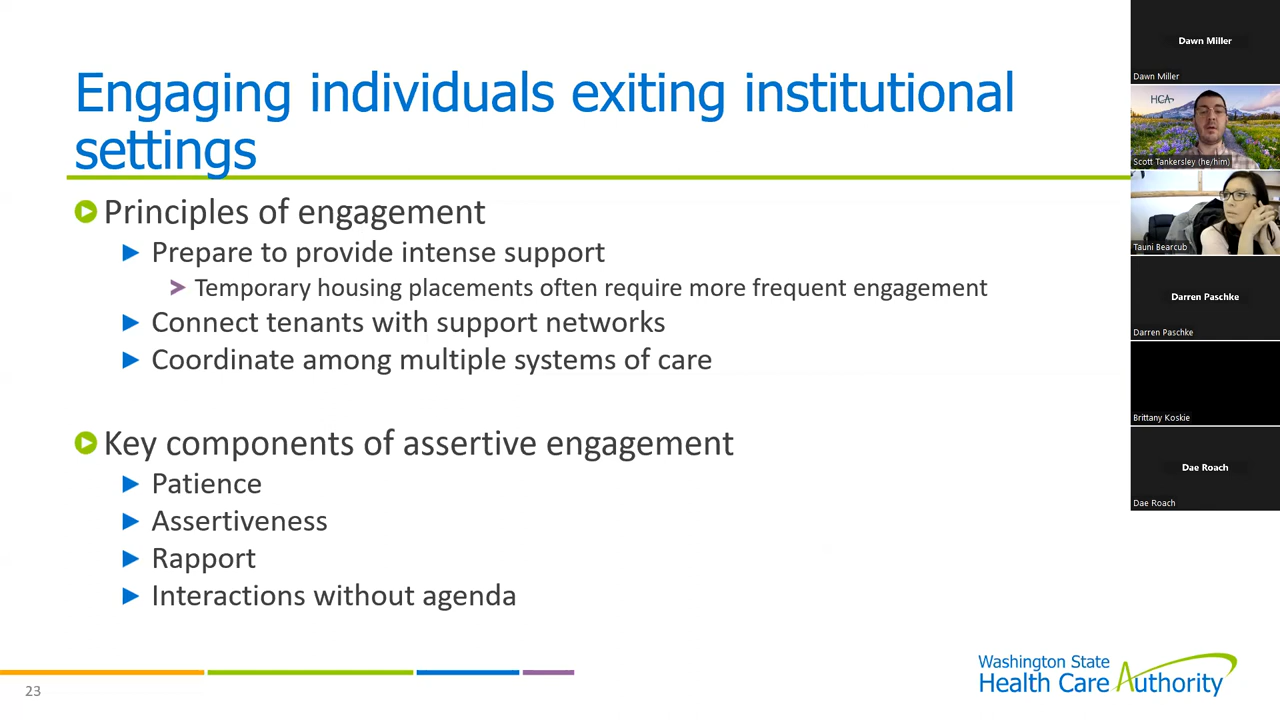 Engaging individuals exiting institutional
settings
Principles of engagement
Prepare to provide intense support
Temporary housing placements often require more frequent engagement
Connect tenants with support networks
Coordinate among multiple systems of care
Key components of assertive engagement
Patience
Assertiveness
Rapport
Interactions without agenda
23
Washington State
Health Care Authority
Dawn Miller
Dawn Miller
HCA
Scott Tankersley (he/him)
Tauni Bearcub
Darren Paschke
Darren Paschke
Brittany Koskie
Dae Roach
Dae Roach